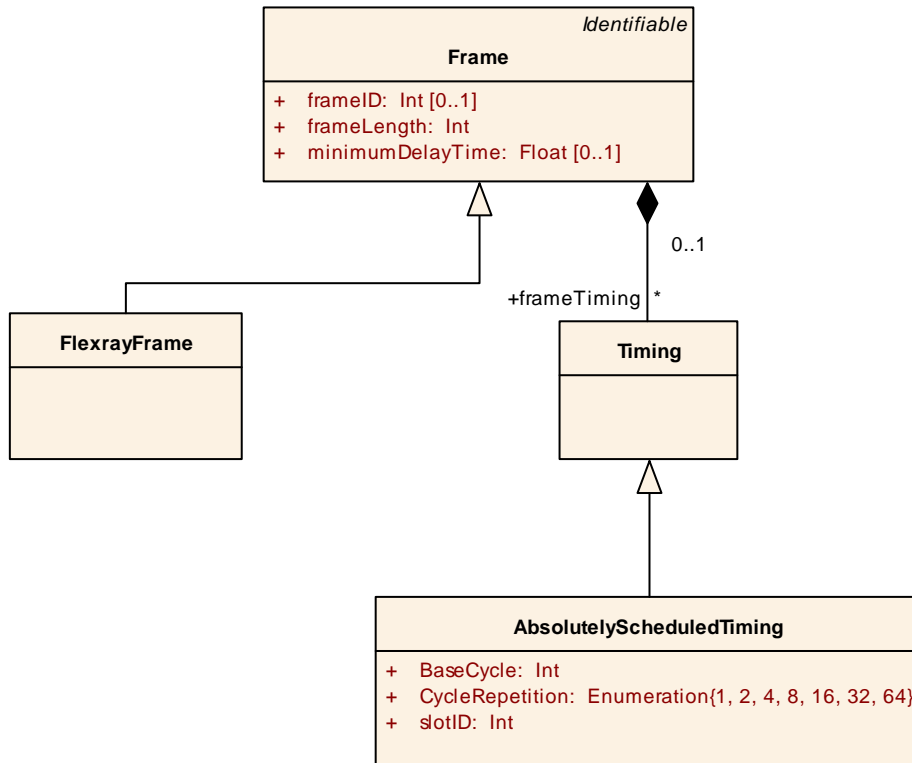 Identifiable
Frame
+ frameID: Int [0..1]
+ frameLength: Int
+ minimumDelayTime: Float [0..1]
0..1
+frameTiming *
FlexrayFrame
Timing
AbsolutelyScheduledTiming
+ BaseCycle: Int
+ CycleRepetition: Enumeration{1, 2, 4, 8, 16, 32, 64}
+ slotID: Int